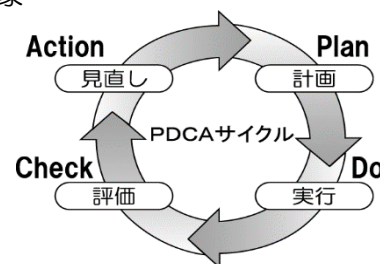 Action
見直し
Plan
計画
PDCAサイクル
Check
評価
Do
実行